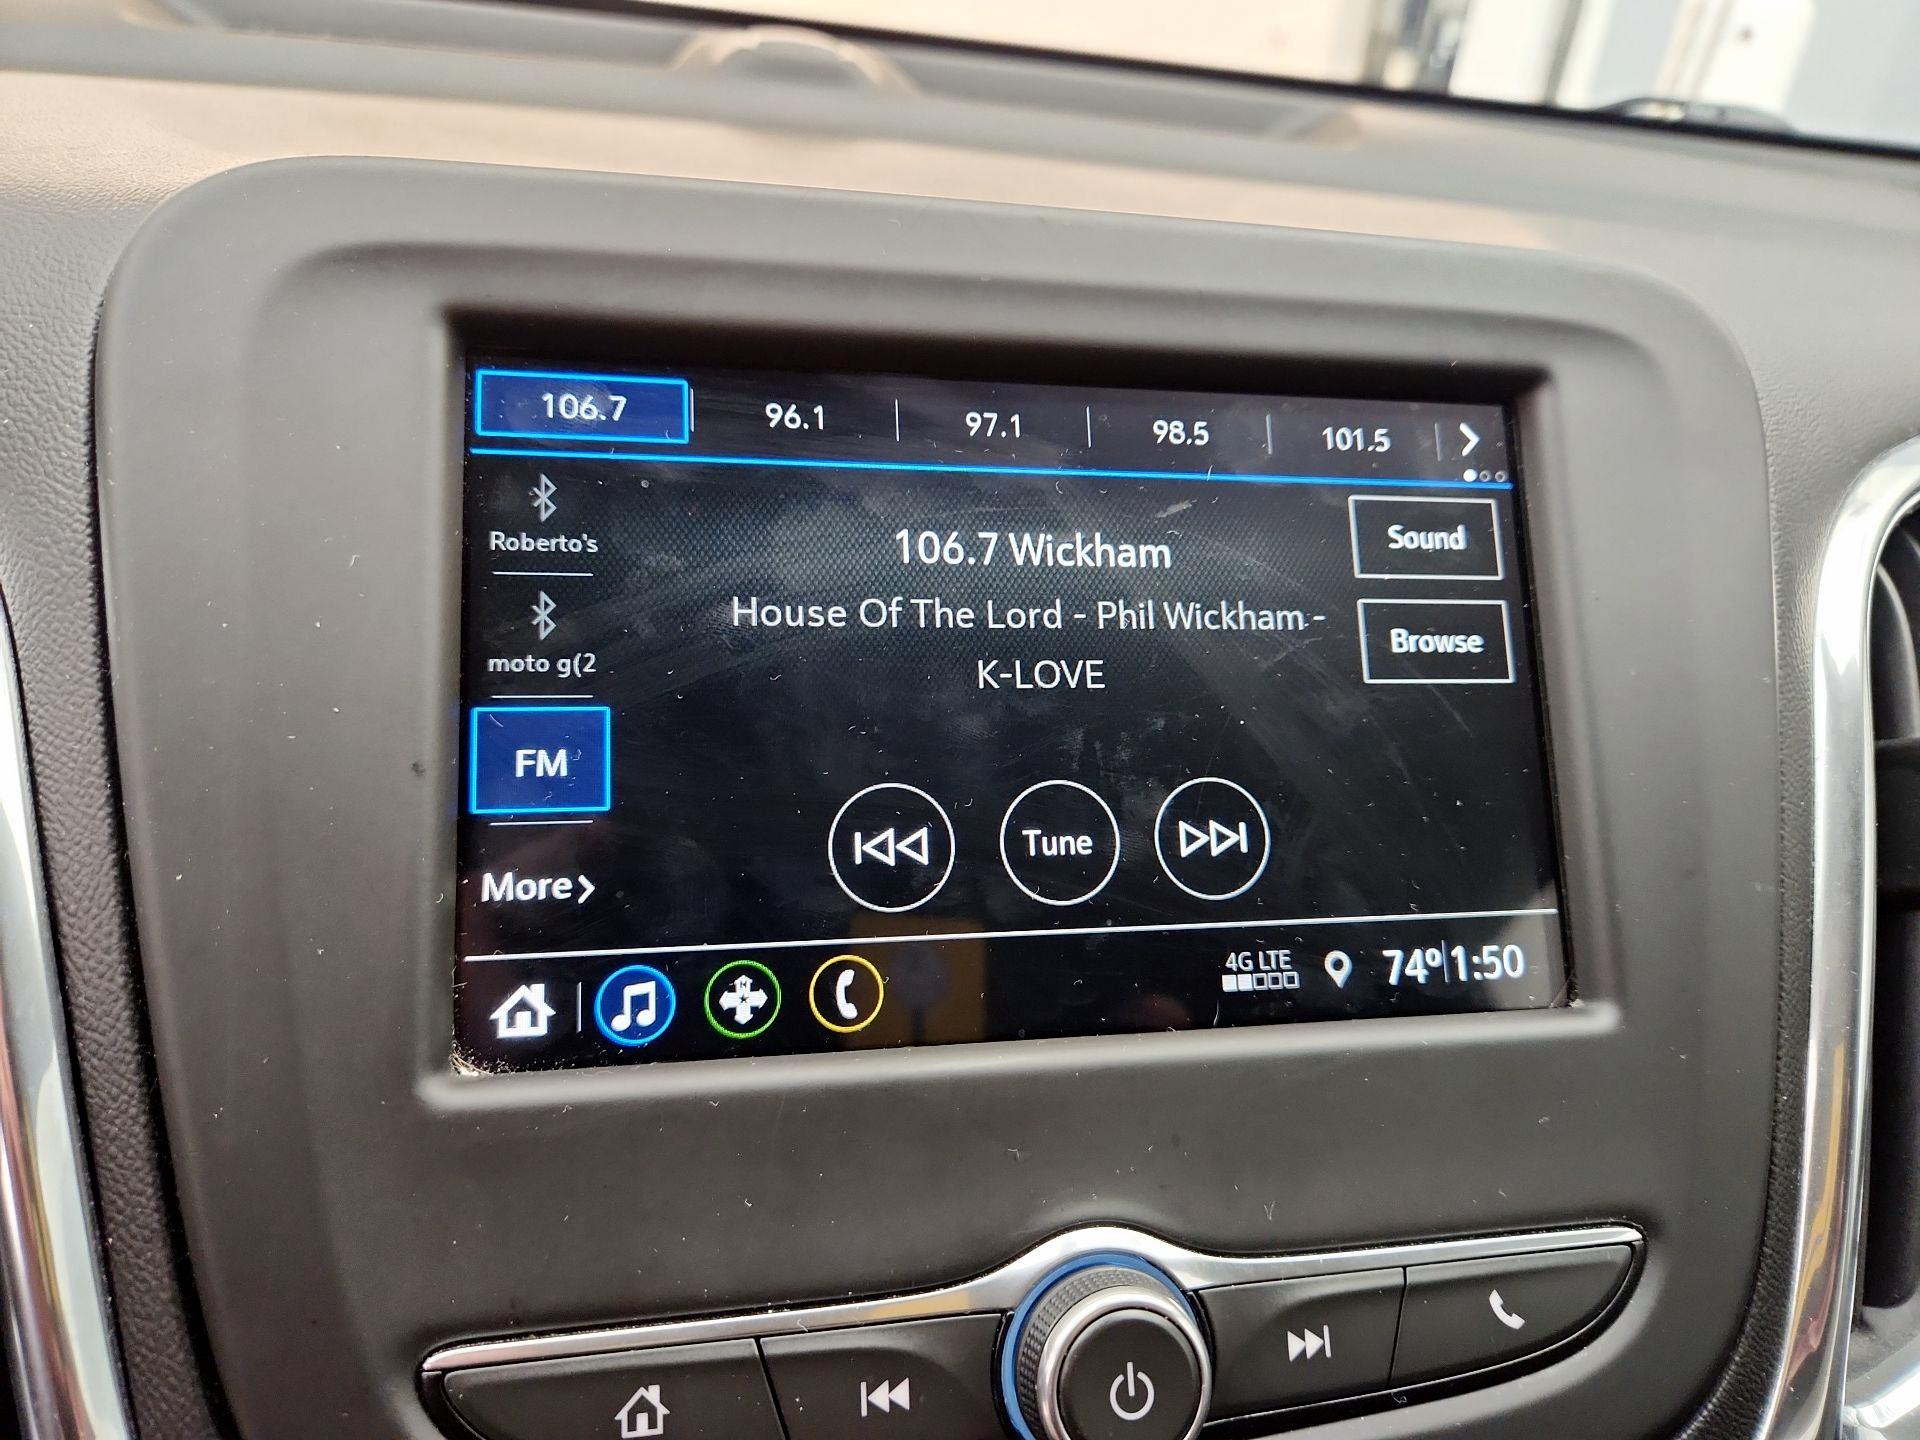 106.7
96.1
97.1
98.5
101.5
Roberto's
moto g(2
FM
More
106.7 Wickham
House Of The Lord - Phil Wickham -
K-LOVE
Sound
Browse
Tune
4G LTE
74° 1:50